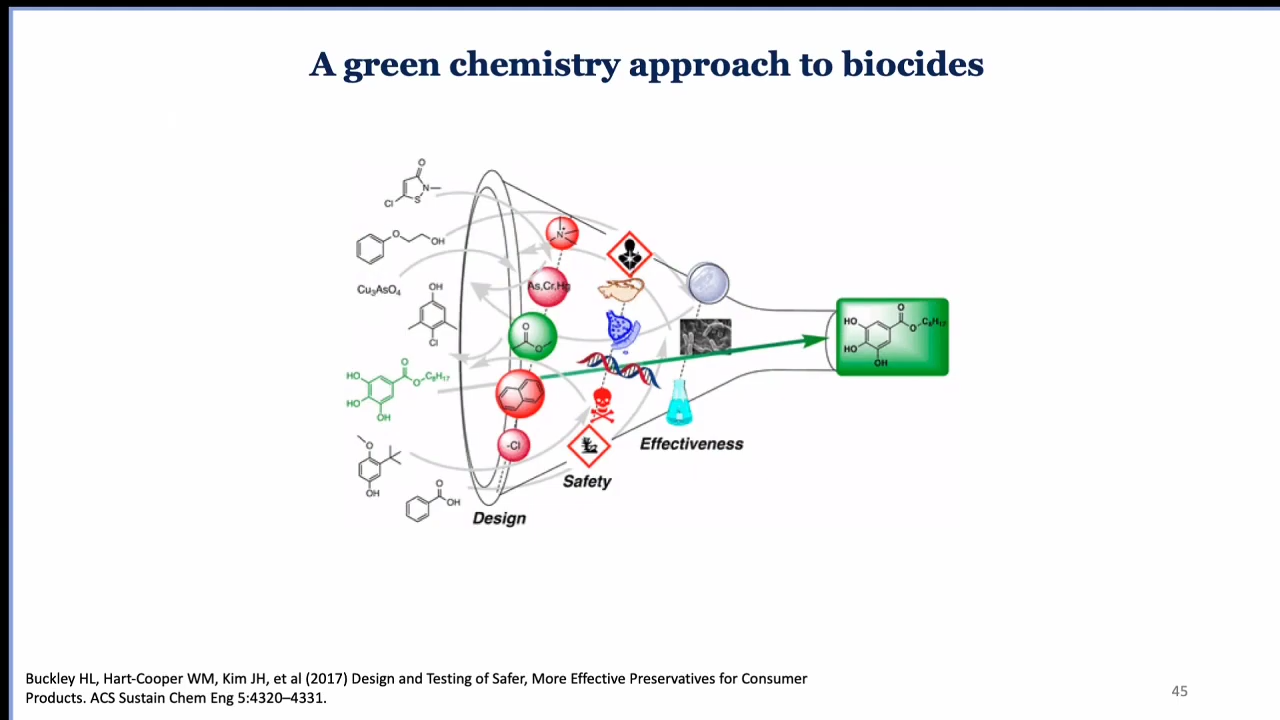 A green chemistry approach to biocides
O
N
Cl
S
O
OH
Cu₃AsO₄
OH
Cl
HO
HO
OH
O
O
C₈H₁₇
O
OH
O
OH
N
As,Cr,Hg
O
O
-Cl
Design
Safety
Effectiveness
HO
HO
OH
O
O
C₈H₁₇
Buckley HL, Hart-Cooper WM, Kim JH, et al (2017) Design and Testing of Safer, More Effective Preservatives for Consumer
Products. ACS Sustain Chem Eng 5:4320–4331.
45